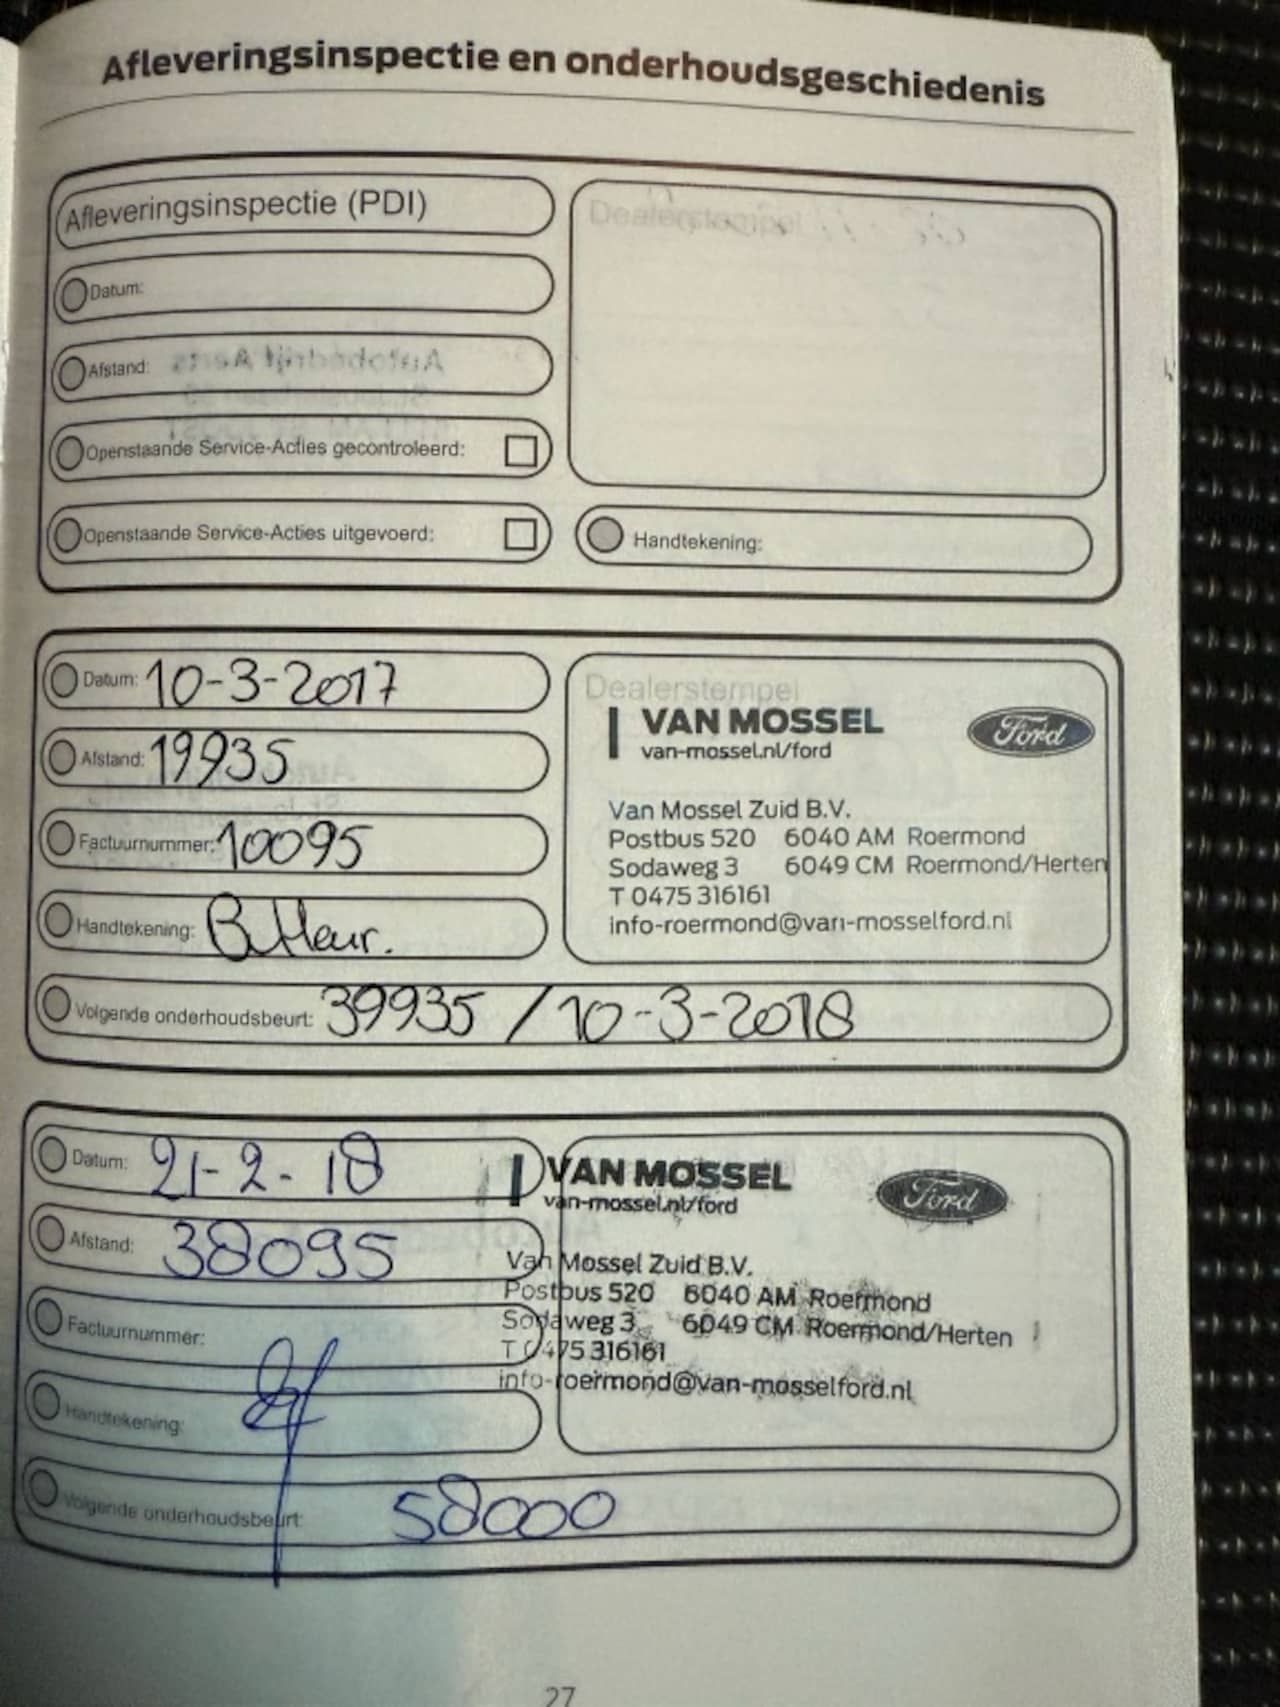 Afleveringsinspectie en onderhoudsgeschiedenis
Afleveringsinspectie (PDI)
Datum:
Afstand:
Openstaande Service-Acties gecontroleerd:
Openstaande Service-Acties uitgevoerd:
Dealerstempel
Handtekening:
Datum: 10-3-2017
Afstand: 19935
Factuurnummer: 10095
Handtekening:
Dealerstempel
VAN MOSSEL
van-mossel.nl/ford
Ford
Van Mossel Zuid B.V.
Postbus 520 6040 AM Roermond
Sodaweg 3 6049 CM Roermond/Herten
T 0475 316161
info-roermond@van-mosselford.nl
Volgende onderhoudsbeurt: 39935 / 10-3-2018
Datum: 21-2-18
Afstand: 38095
Factuurnummer:
Handtekening:
VAN MOSSEL
van-mossel.nl/ford
Ford
Van Mossel Zuid B.V.
Postbus 520 6040 AM Roermond
Sodaweg 3 6049 CM Roermond/Herten
T 0475 316161
info-roermond@van-mosselford.nl
Volgende onderhoudsbeurt: 58000
27